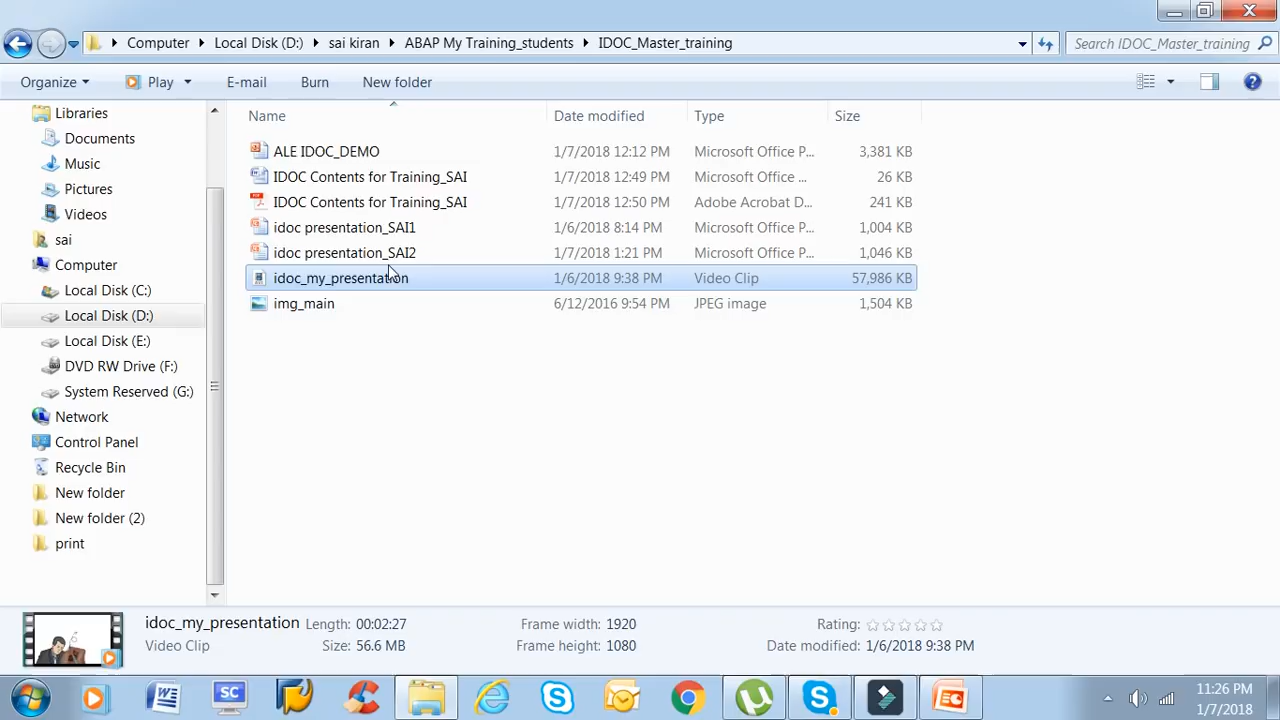 Computer Local Disk (D:) sai kiran ABAP My Training_students IDOC_Master_training Search IDOC_Master_training
Organize Play E-mail Burn New folder
Libraries
Documents
Music
Pictures
Videos
sai
Computer
Local Disk (C:)
Local Disk (D:)
Local Disk (E:)
DVD RW Drive (F:)
System Reserved (G:)
Network
Control Panel
Recycle Bin
New folder
New folder (2)
print
Name Date modified Type Size
ALE IDOC_DEMO 1/7/2018 12:12 PM Microsoft Office P... 3,381 KB
IDOC Contents for Training_SAI 1/7/2018 12:49 PM Microsoft Office ... 26 KB
IDOC Contents for Training_SAI 1/7/2018 12:50 PM Adobe Acrobat D... 241 KB
idoc presentation_SAI1 1/6/2018 8:14 PM Microsoft Office P... 1,004 KB
idoc presentation_SAI2 1/7/2018 1:21 PM Microsoft Office P... 1,046 KB
idoc_my_presentation 1/6/2018 9:38 PM Video Clip 57,986 KB
img_main 6/12/2016 9:54 PM JPEG image 1,504 KB
idoc_my_presentation Length: 00:02:27 Frame width: 1920 Rating:
Video Clip Size: 56.6 MB Frame height: 1080 Date modified: 1/6/2018 9:38 PM
SC
11:26 PM
1/7/2018